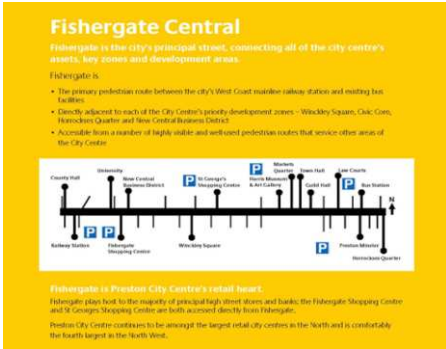 Fishergate Central
Fishergate is the city's principal street, connecting all of the city centre's
assets, key zones and development areas.
Fishergate is
• The primary pedestrian route between the city's West Coast mainline railway station and existing bus
facilities
• Directly adjacent to each of the City Centre's priority development zones – Winckley Square, Civic Core,
Horrockses Quarter and New Central Business District
• Accessible from a number of highly visible and well-used pedestrian routes that service other areas of
the City Centre
County Hall
University
New Central
Business District
P
St George's
Shopping Centre
P
Harris Museum
& Art Gallery
Markets
Quarter
Town Hall
Guild Hall
Law Courts
P
Bus Station
N
Railway Station
P
P
Fishergate
Shopping Centre
Winckley Square
P
Preston Minster
Horrockses Quarter
Fishergate is Preston City Centre's retail heart.
Fishergate plays host to the majority of principal high street stores and banks; the Fishergate Shopping Centre
and St Georges Shopping Centre are both accessed directly from Fishergate.
Preston City Centre continues to be amongst the largest retail city centres in the North and is comfortably
the fourth largest in the North West.